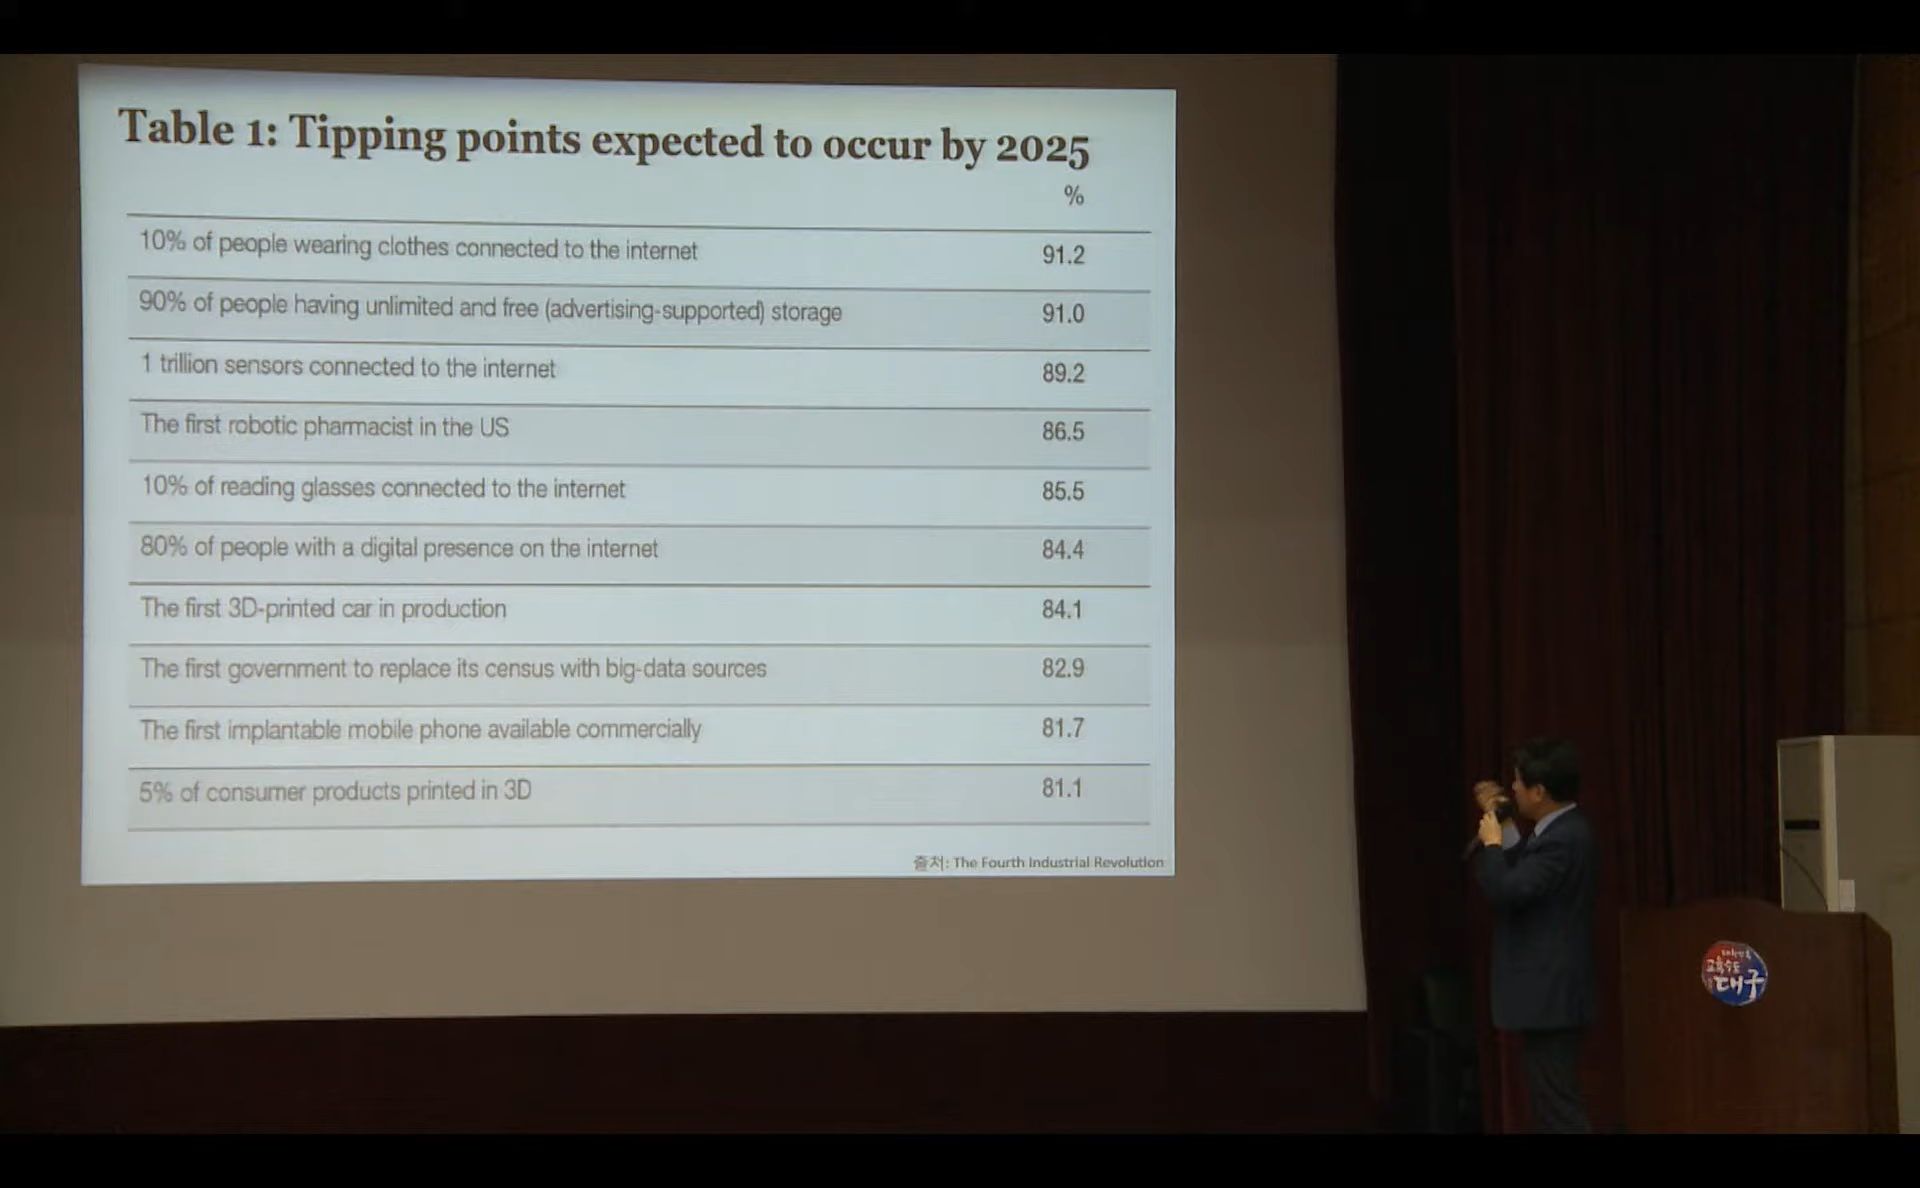 Table 1: Tipping points expected to occur by 2025
%
10% of people wearing clothes connected to the internet 91.2
90% of people having unlimited and free (advertising-supported) storage 91.0
1 trillion sensors connected to the internet 89.2
The first robotic pharmacist in the US 86.5
10% of reading glasses connected to the internet 85.5
80% of people with a digital presence on the internet 84.4
The first 3D-printed car in production 84.1
The first government to replace its census with big-data sources 82.9
The first implantable mobile phone available commercially 81.7
5% of consumer products printed in 3D 81.1
출처: The Fourth Industrial Revolution
교육수도
대구